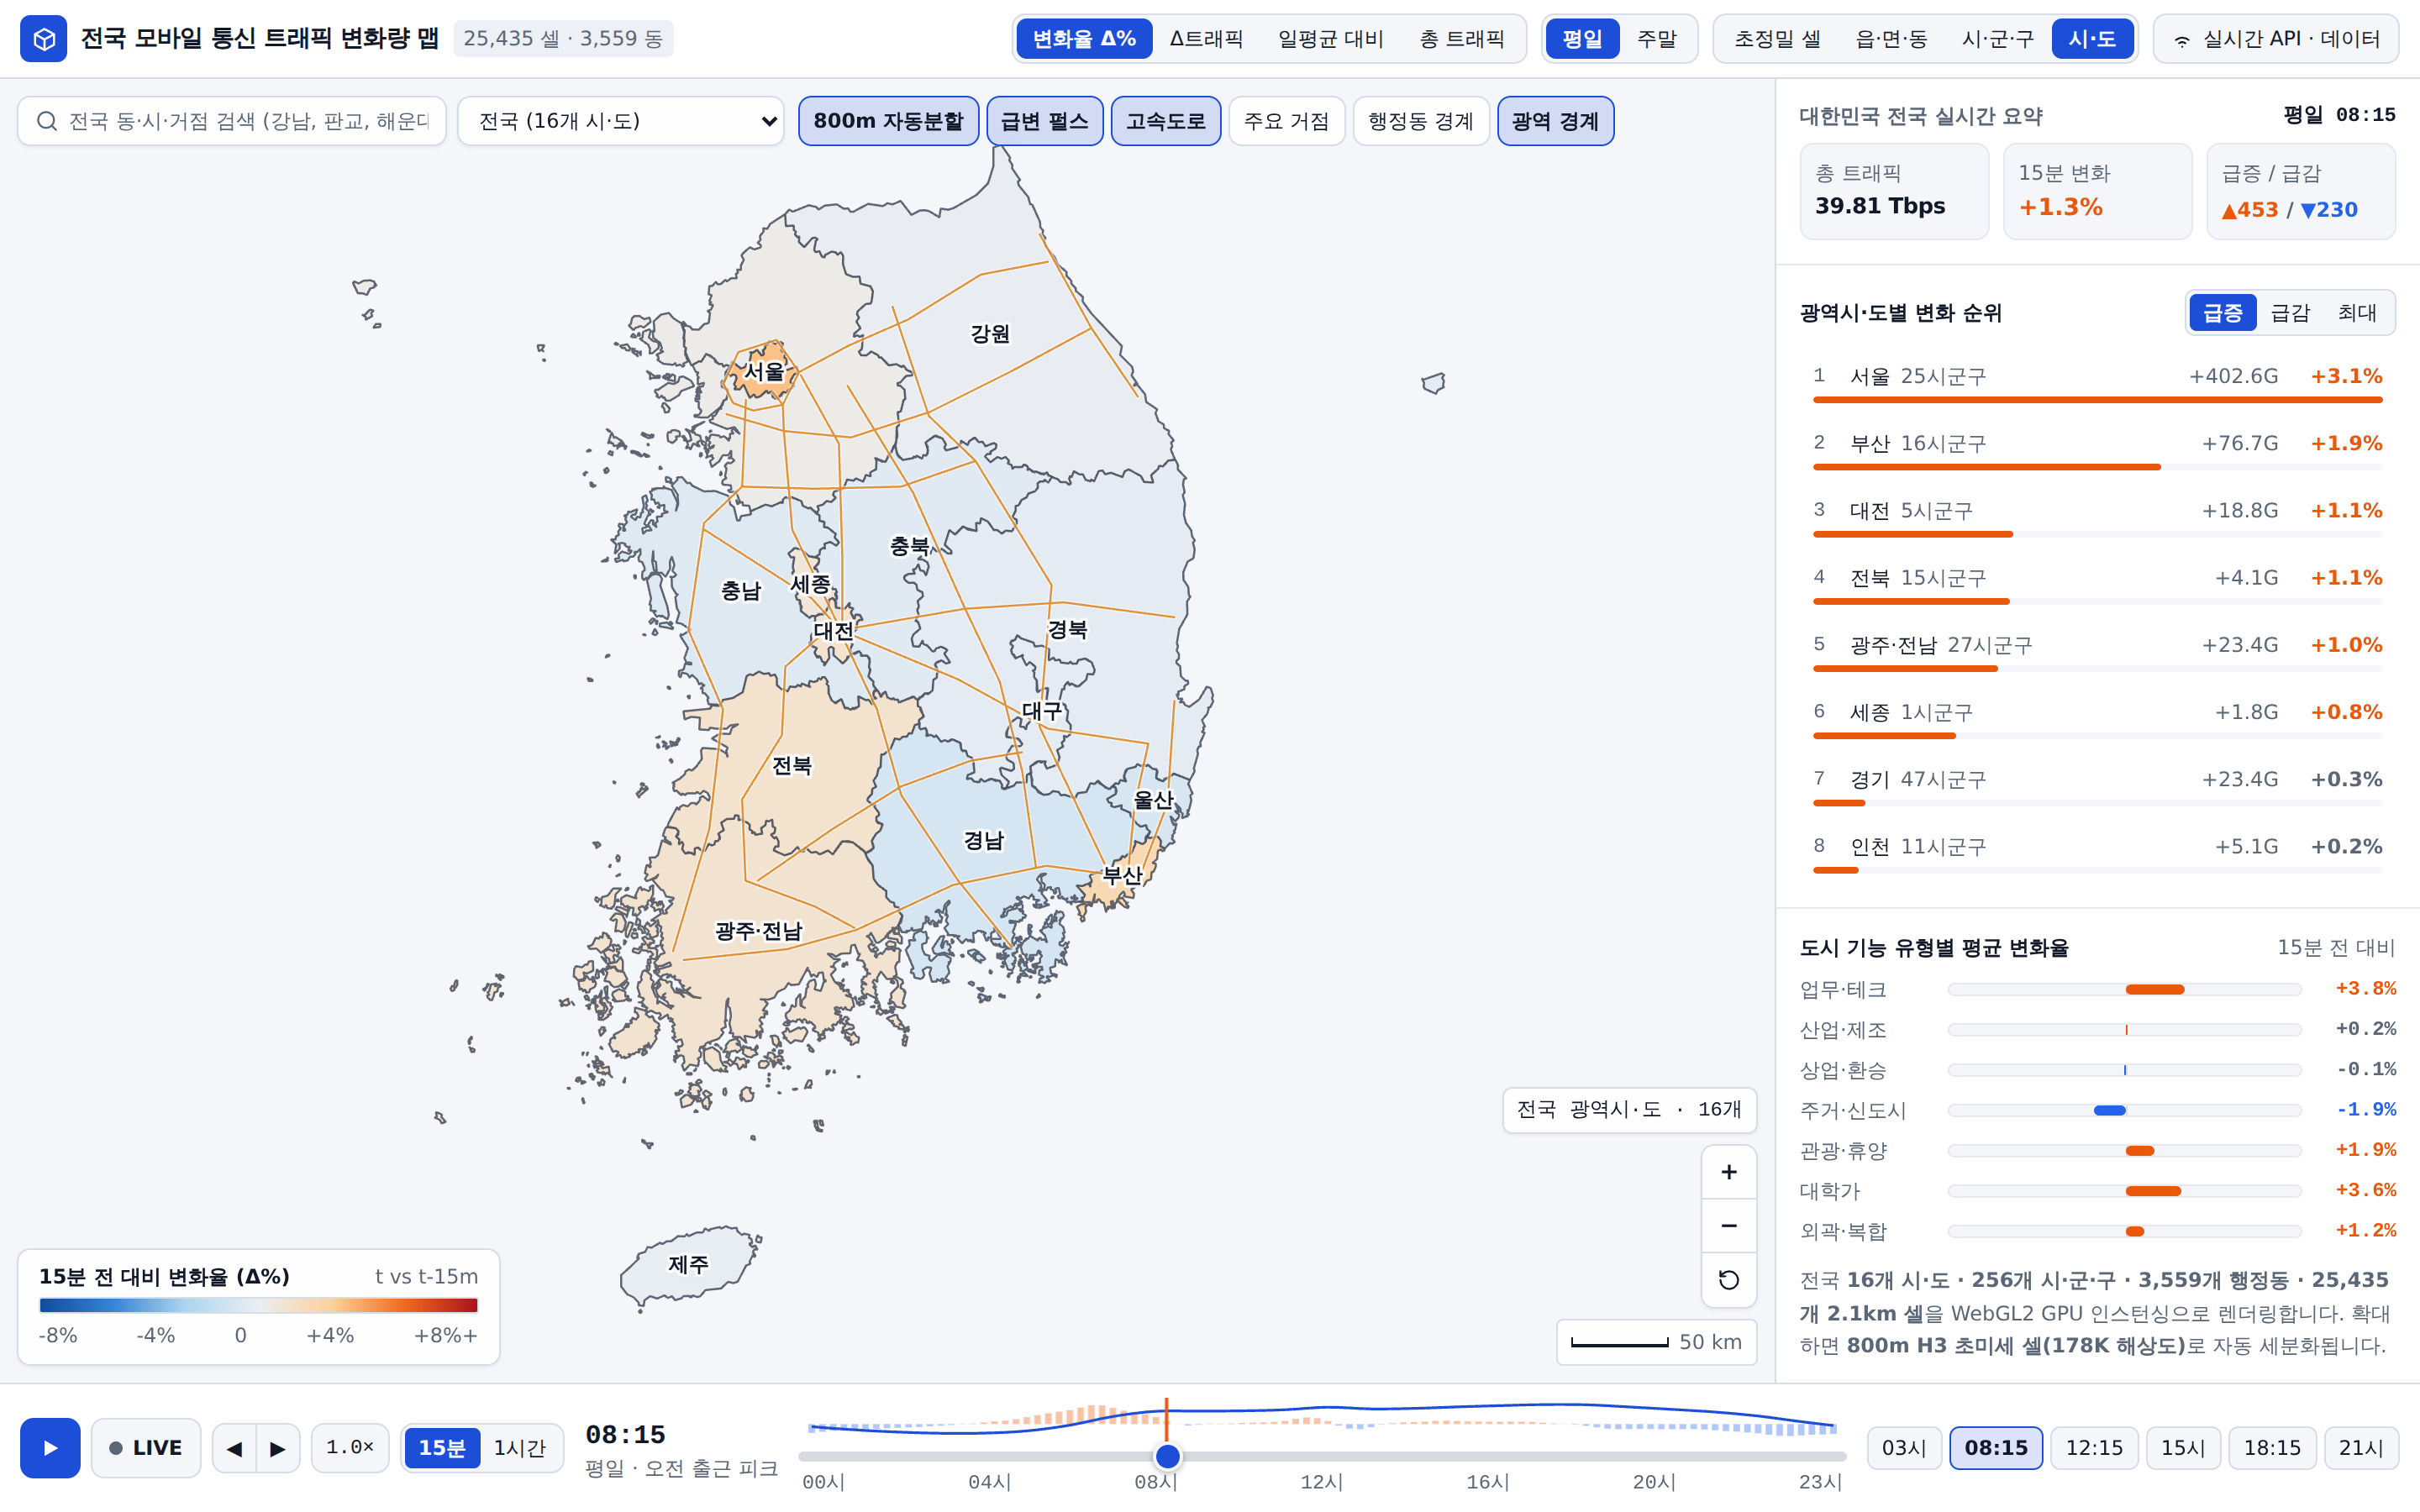 전국 모바일 통신 트래픽 변화량 맵
25,435 셀 · 3,559 동
변화율 Δ% Δ트래픽 일평균 대비 총 트래픽
평일 주말
초정밀 셀 읍·면·동 시·군·구 시·도
실시간 API · 데이터
전국 동·시·거점 검색 (강남, 판교, 해운대
전국 (16개 시·도)
800m 자동분할 급변 펄스 고속도로 주요 거점 행정동 경계 광역 경계
강원
서울
충북
세종
충남
대전
경북
대구
전북
울산
경남
부산
광주·전남
제주
전국 광역시·도 · 16개
+
−
50 km
15분 전 대비 변화율 (Δ%) t vs t-15m
-8% -4% 0 +4% +8%+
대한민국 전국 실시간 요약 평일 08:15
총 트래픽
39.81 Tbps
15분 변화
+1.3%
급증 / 급감
▲453 / ▼230
광역시·도별 변화 순위 급증 급감 최대
1 서울 25시군구 +402.6G +3.1%
2 부산 16시군구 +76.7G +1.9%
3 대전 5시군구 +18.8G +1.1%
4 전북 15시군구 +4.1G +1.1%
5 광주·전남 27시군구 +23.4G +1.0%
6 세종 1시군구 +1.8G +0.8%
7 경기 47시군구 +23.4G +0.3%
8 인천 11시군구 +5.1G +0.2%
도시 기능 유형별 평균 변화율 15분 전 대비
업무·테크 +3.8%
산업·제조 +0.2%
상업·환승 -0.1%
주거·신도시 -1.9%
관광·휴양 +1.9%
대학가 +3.6%
외곽·복합 +1.2%
전국 16개 시·도 · 256개 시·군·구 · 3,559개 행정동 · 25,435
개 2.1km 셀을 WebGL2 GPU 인스턴싱으로 렌더링합니다. 확대
하면 800m H3 초미세 셀(178K 해상도)로 자동 세분화됩니다.
LIVE ◀ ▶ 1.0× 15분 1시간
08:15
평일 · 오전 출근 피크
00시 04시 08시 12시 16시 20시 23시
03시 08:15 12:15 15시 18:15 21시